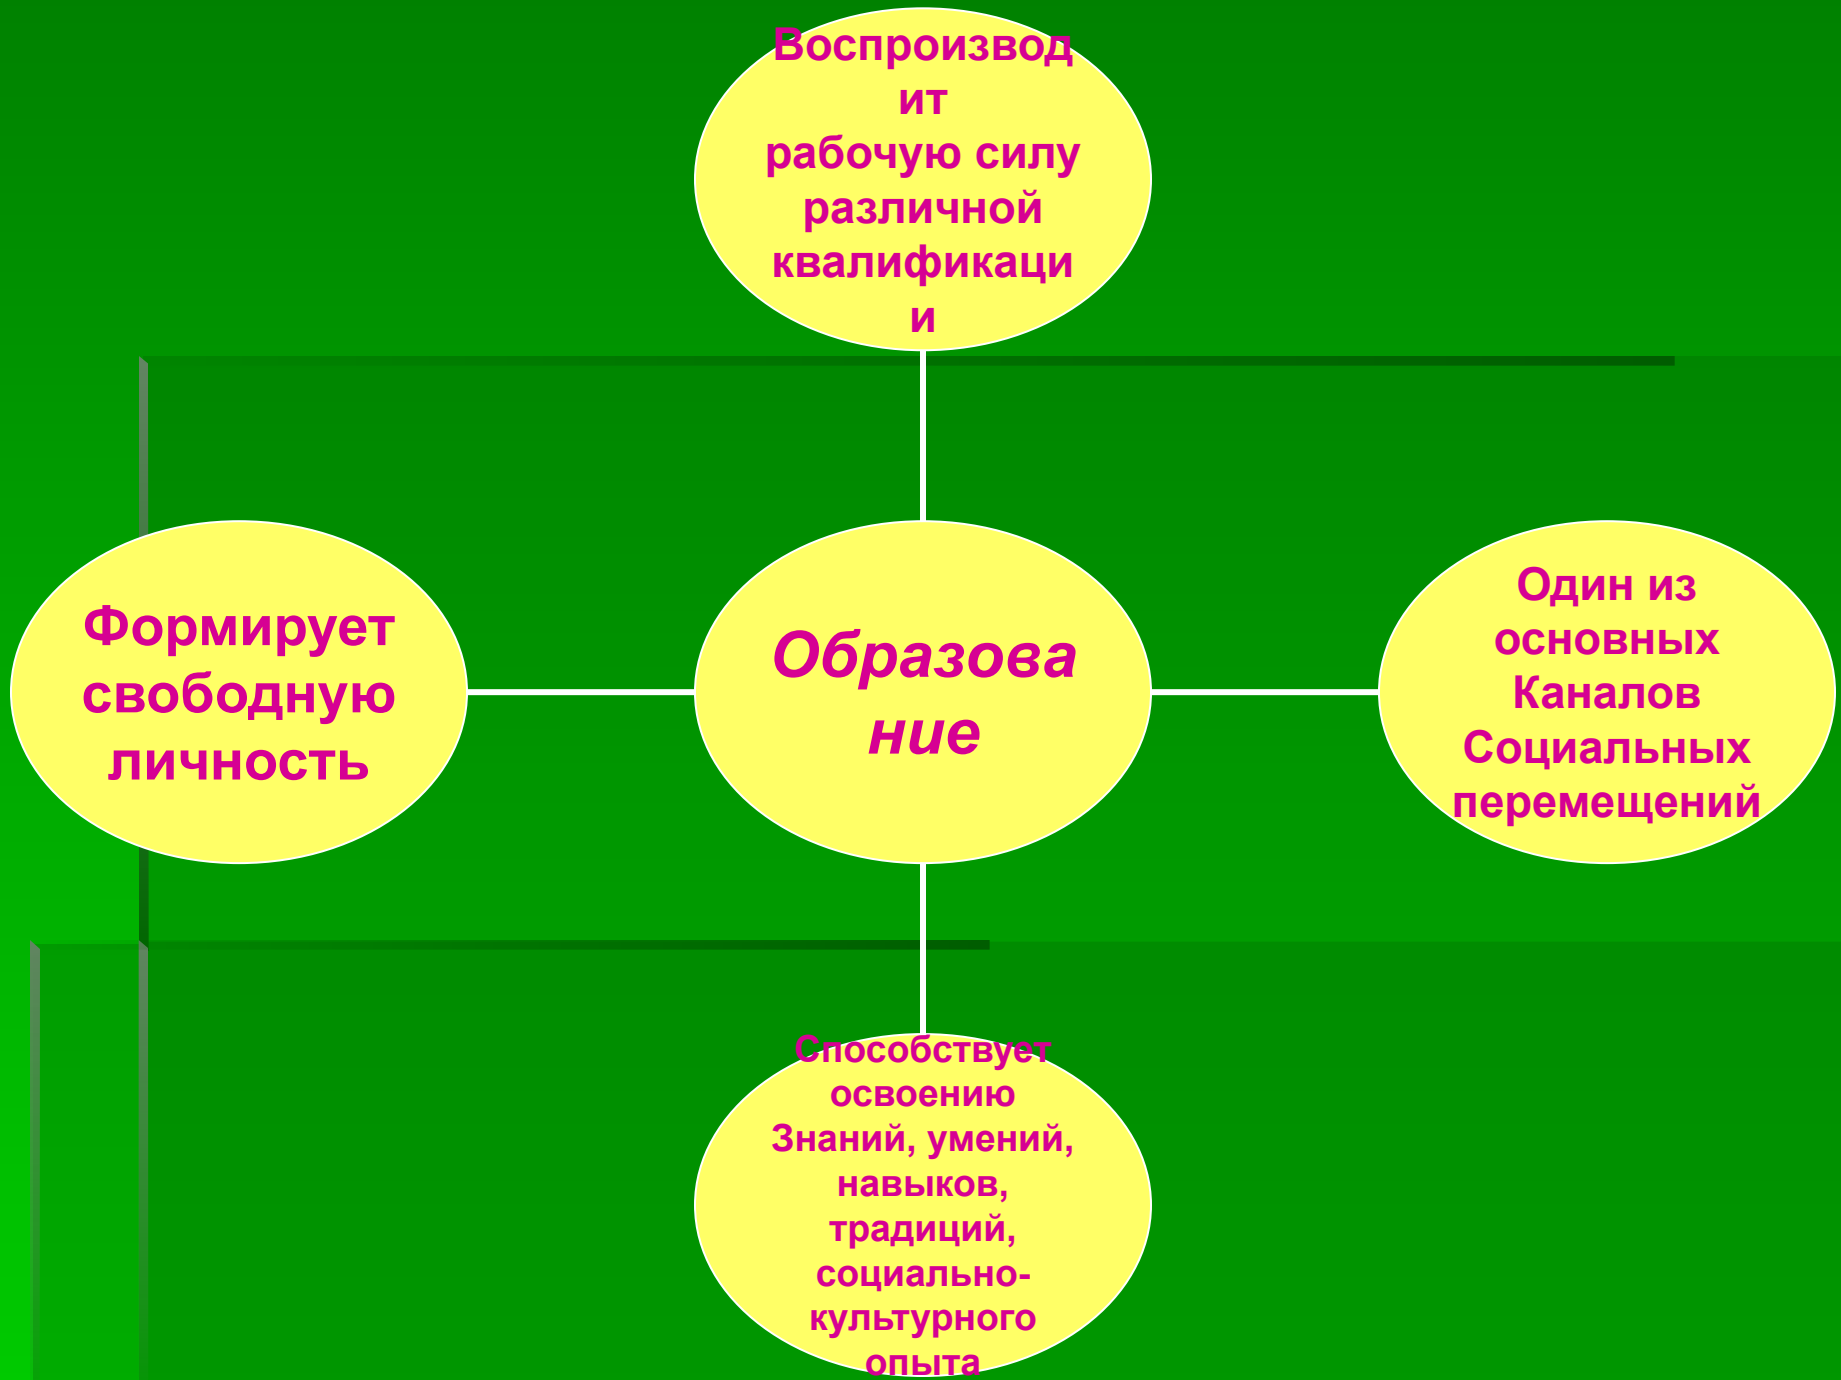 Воспроизвод
ит
рабочую силу
различной
квалификаци
и
Формирует
свободную
личность
Образова
ние
Один из
основных
Каналов
Социальных
перемещений
Способствует
освоению
Знаний, умений,
навыков,
традиций,
социально-
культурного
опыта